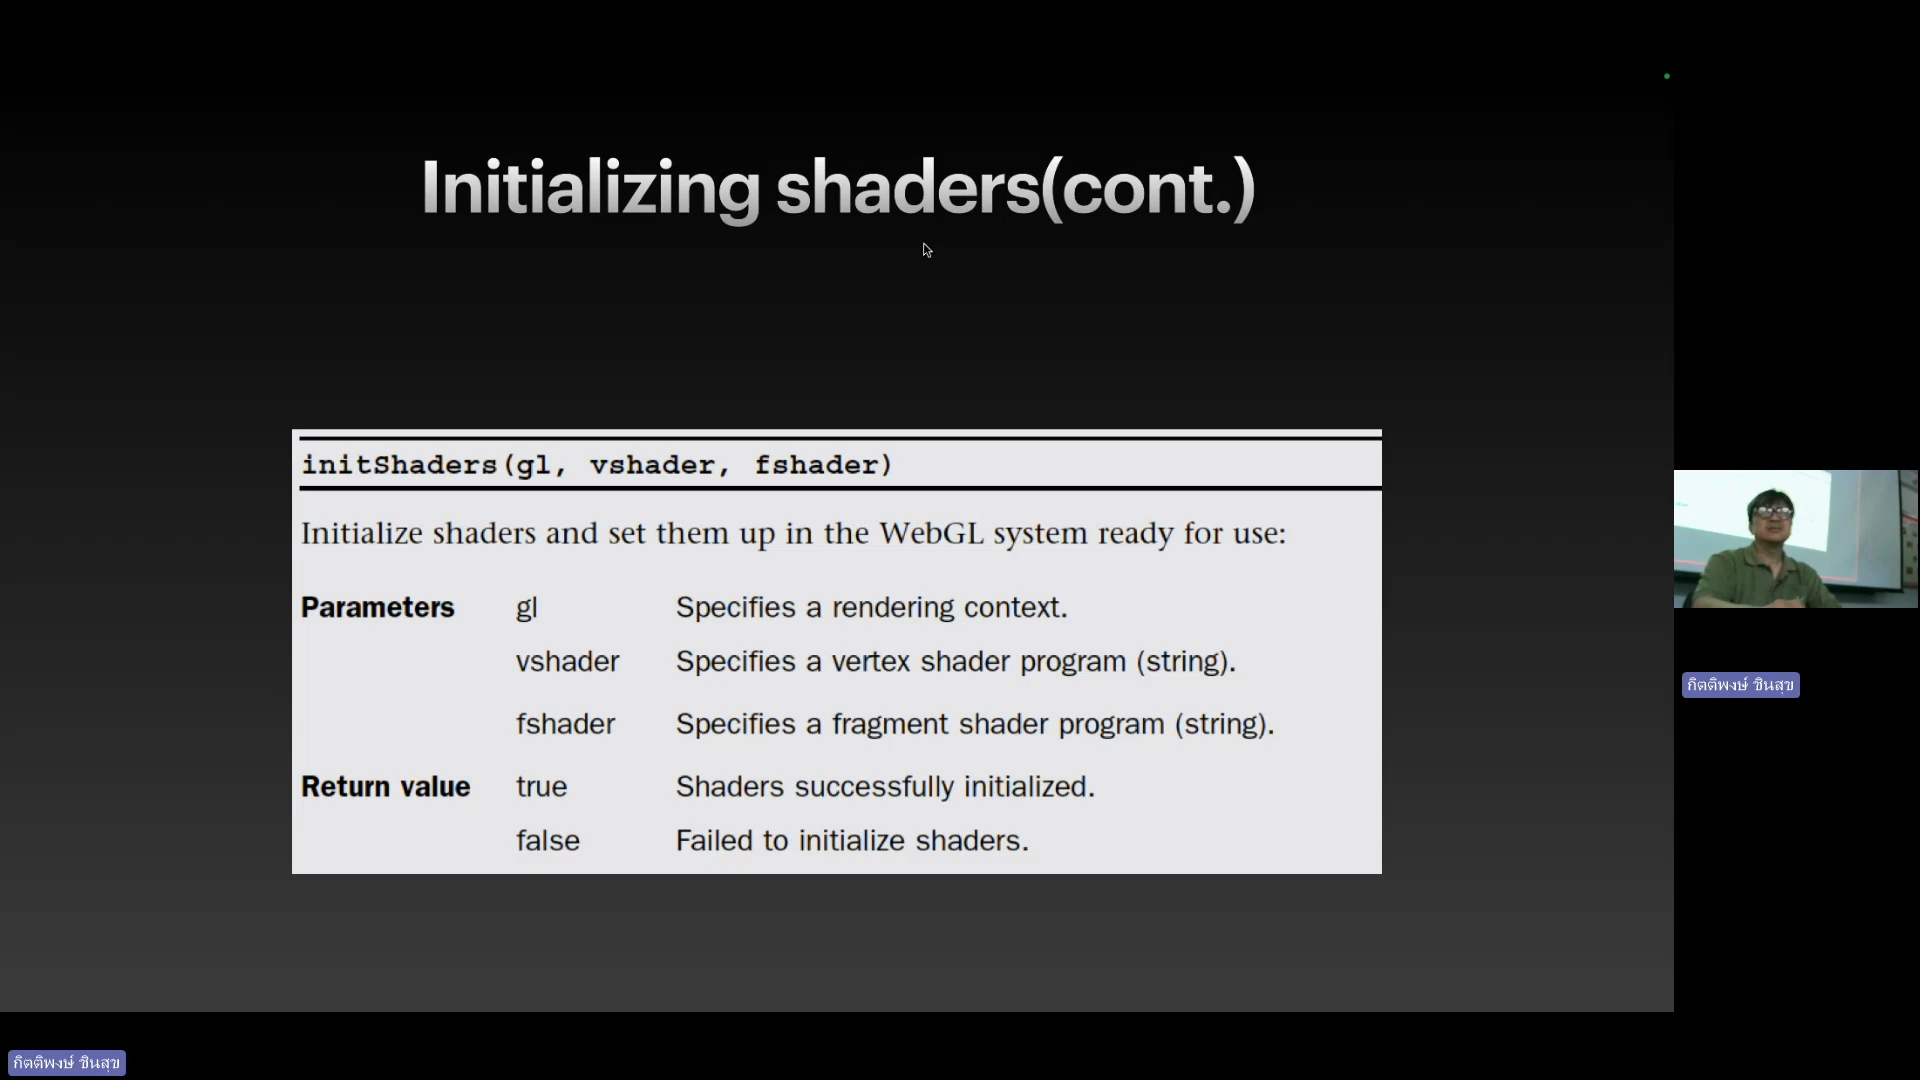 Initializing shaders(cont.)
initShaders(gl, vshader, fshader)
Initialize shaders and set them up in the WebGL system ready for use:
Parameters gl Specifies a rendering context.
vshader Specifies a vertex shader program (string).
fshader Specifies a fragment shader program (string).
Return value true Shaders successfully initialized.
false Failed to initialize shaders.
กิตติพงษ์ ชินสุข
กิตติพงษ์ ชินสุข